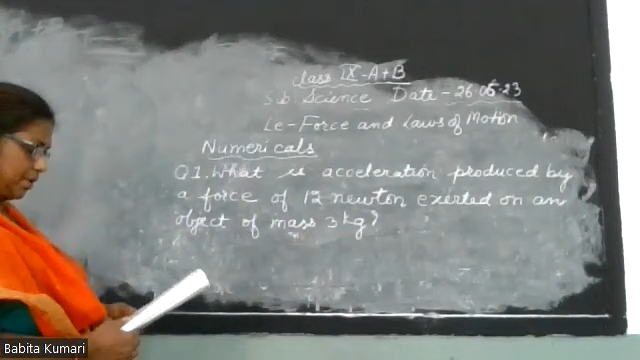 Class IX-A+B
Sub. Science Date - 26.05.23
Le-Force and Laws of Motion
Numericals
Q1. What is acceleration produced by
a force of 12 newton exerted on an
object of mass 3 kg?
Babita Kumari